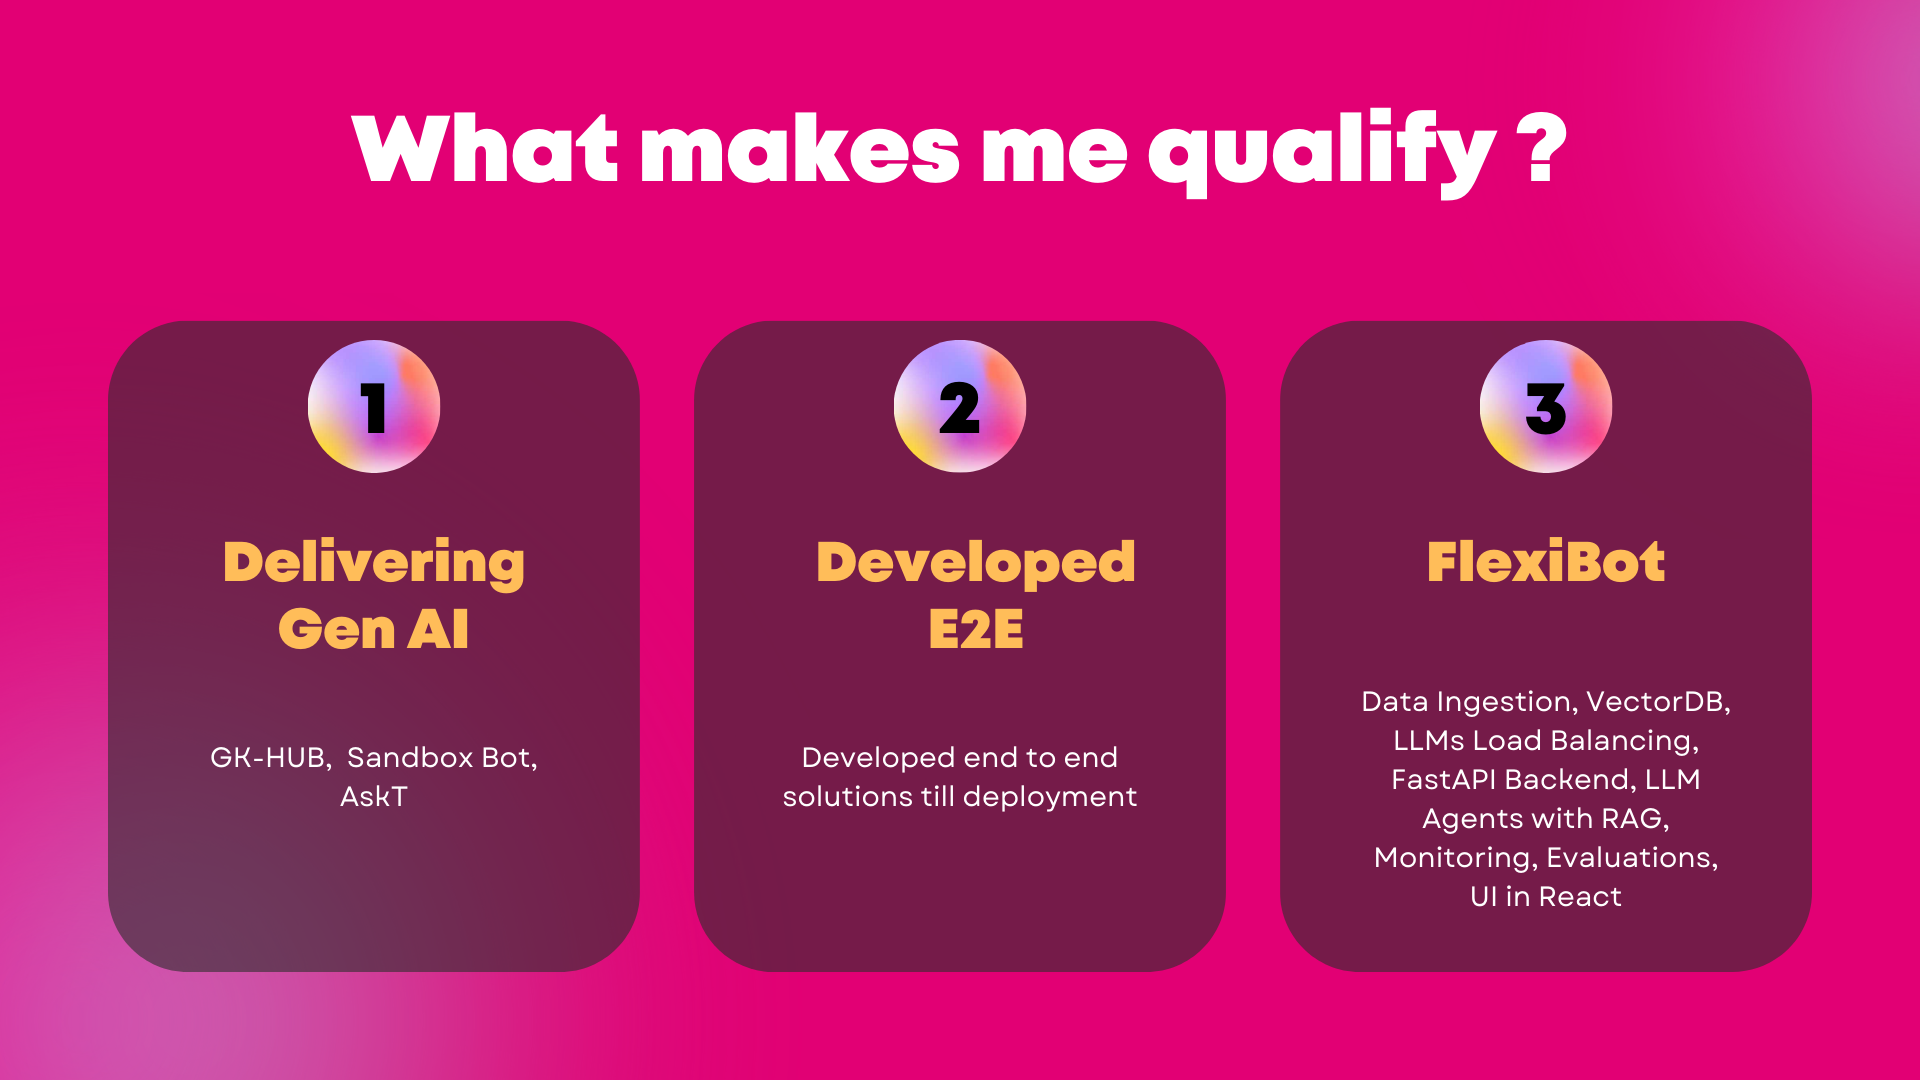 What makes me qualify ?
1
Delivering
Gen AI
GK-HUB,  Sandbox Bot,
AskT
2
Developed
E2E
Developed end to end
solutions till deployment
3
FlexiBot
Data Ingestion, VectorDB,
LLMs Load Balancing,
FastAPI Backend, LLM
Agents with RAG,
Monitoring, Evaluations,
UI in React